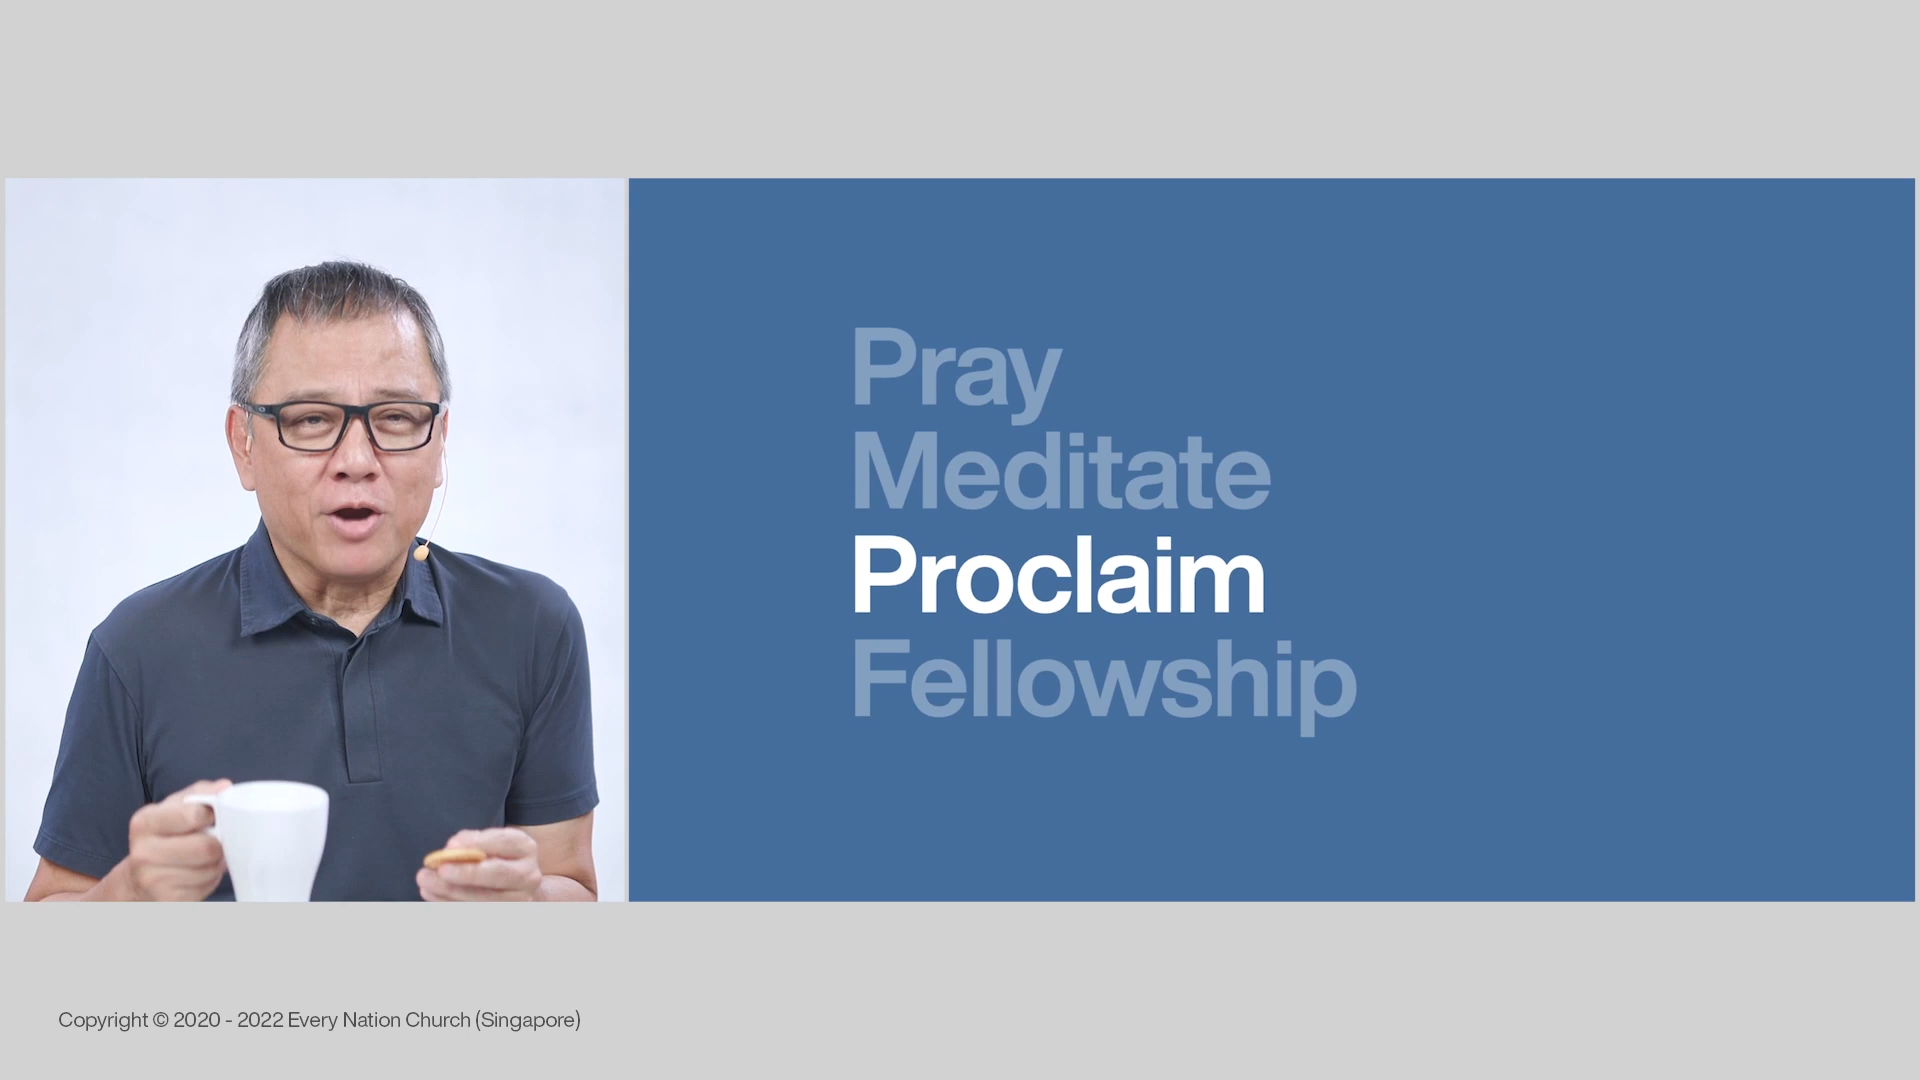 Pray
Meditate
Proclaim
Fellowship
Copyright © 2020 - 2022 Every Nation Church (Singapore)